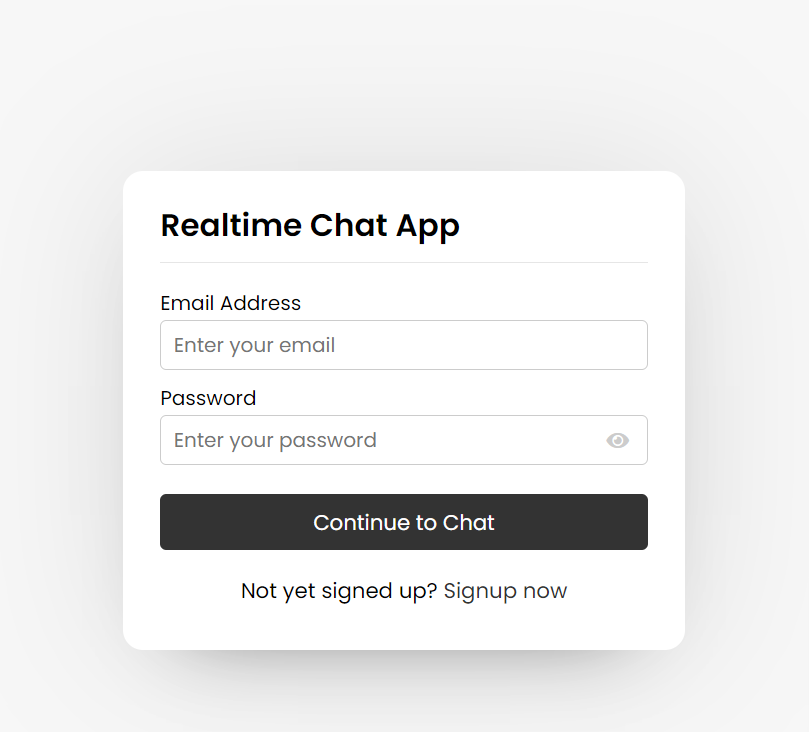 Realtime Chat App
Email Address
Enter your email
Password
Enter your password
Continue to Chat
Not yet signed up? Signup now